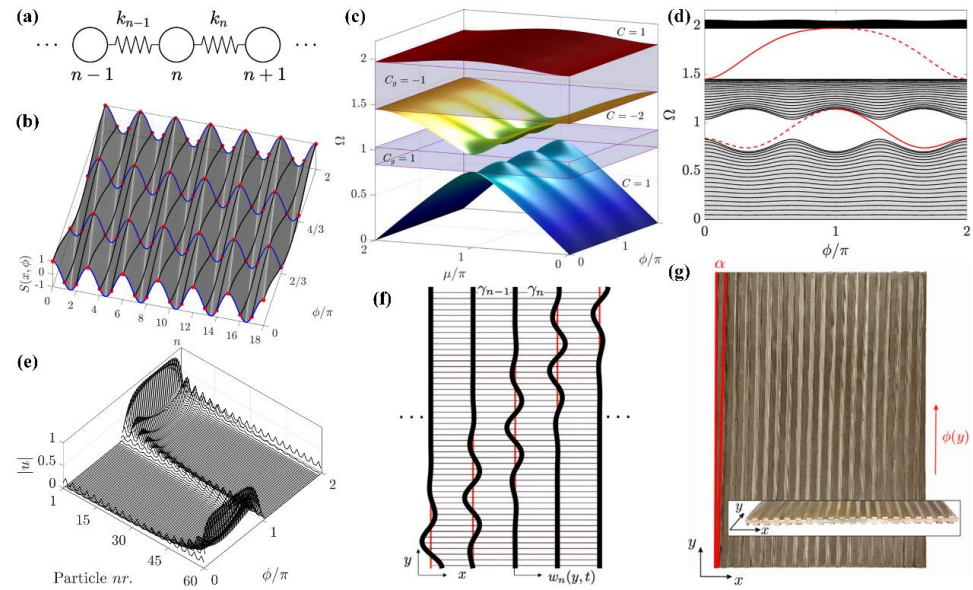 (a)
k_{n-1}
k_n
...
...
n − 1
n
n + 1
(b)
S(x, ϕ)
1
0
-1
0
2
4
6
8
10
12
14
16
18
n
0
2/3
4/3
2
ϕ/π
(c)
Ω
2
1.5
1
0.5
0
C = 1
C_g = −1
C = −2
C_g = 1
C = 1
2
1
0
μ/π
0
1
2
ϕ/π
(d)
Ω
2
1.5
1
0.5
0
0
1
2
ϕ/π
(e)
|u|
1
0.5
0
1
15
30
45
60
Particle nr.
0
1
2
ϕ/π
(f)
γ_{n−1}
γ_n
...
...
y
x
w_n(y, t)
(g)
α
ϕ(y)
y
x
y
x